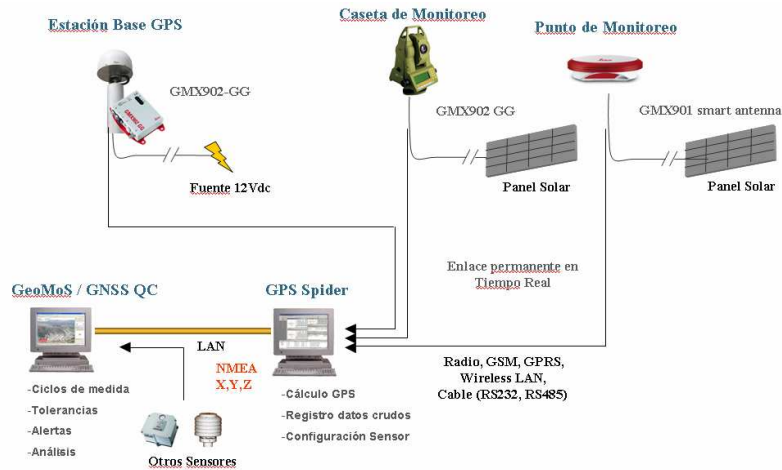 Estación Base GPS
Caseta de Monitoreo
Punto de Monitoreo
GMX902-GG
GMX902 GG
GMX902 GG
GMX901 smart antenna
Fuente 12Vdc
Panel Solar
Panel Solar
Enlace permanente en
Tiempo Real
GeoMoS / GNSS QC
GPS Spider
LAN
NMEA
X,Y,Z
Radio, GSM, GPRS,
Wireless LAN,
Cable (RS232, RS485)
-Ciclos de medida
-Tolerancias
-Alertas
-Análisis
-Cálculo GPS
-Registro datos crudos
-Configuración Sensor
Otros Sensores